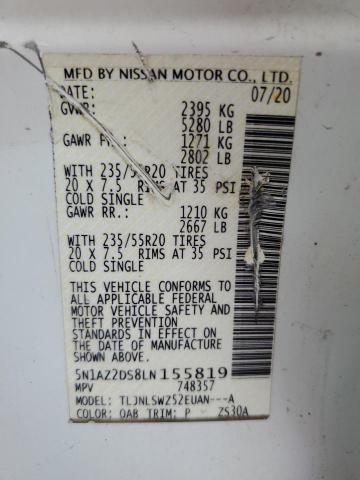 MFD BY NISSAN MOTOR CO., LTD.
DATE: 07/20
GVWR: 2395 KG
5280 LB
GAWR FR.: 1271 KG
2802 LB
WITH 235/55R20 TIRES
20 X 7.5 RIMS AT 35 PSI
COLD SINGLE
GAWR RR.: 1210 KG
2667 LB
WITH 235/55R20 TIRES
20 X 7.5 RIMS AT 35 PSI
COLD SINGLE
THIS VEHICLE CONFORMS TO
ALL APPLICABLE FEDERAL
MOTOR VEHICLE SAFETY AND
THEFT PREVENTION
STANDARDS IN EFFECT ON
THE DATE OF MANUFACTURE
SHOWN ABOVE.
5N1AZ2DS8LN155819
MPV 748357
MODEL: TLJNLSWZ52EUAN---A
COLOR: QAB TRIM: P ZS30A